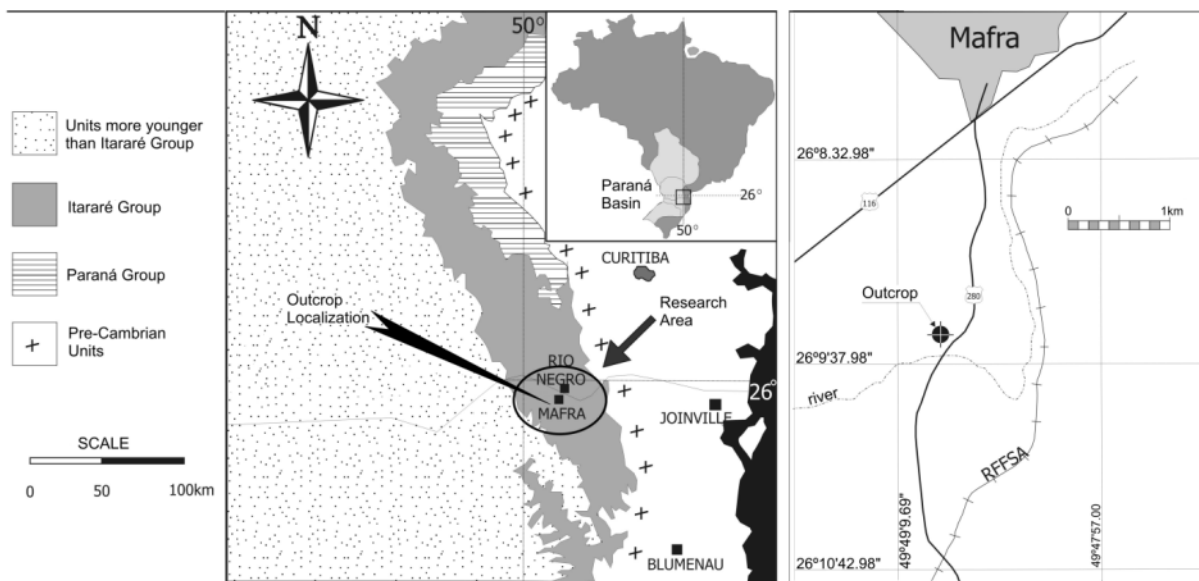 Units more younger
than Itararé Group
Itararé Group
Paraná Group
Pre-Cambrian
Units
SCALE
0 50 100km
N
50°
Paraná
Basin
26°
50°
CURITIBA
Outcrop
Localization
Research
Area
RIO
NEGRO
MAFRA
26°
JOINVILLE
BLUMENAU
Mafra
26º8.32.98"
116
0 1km
280
Outcrop
26º9'37.98"
river
RFFSA
49º49'9.69"
49º47'57.00
26º10'42.98"